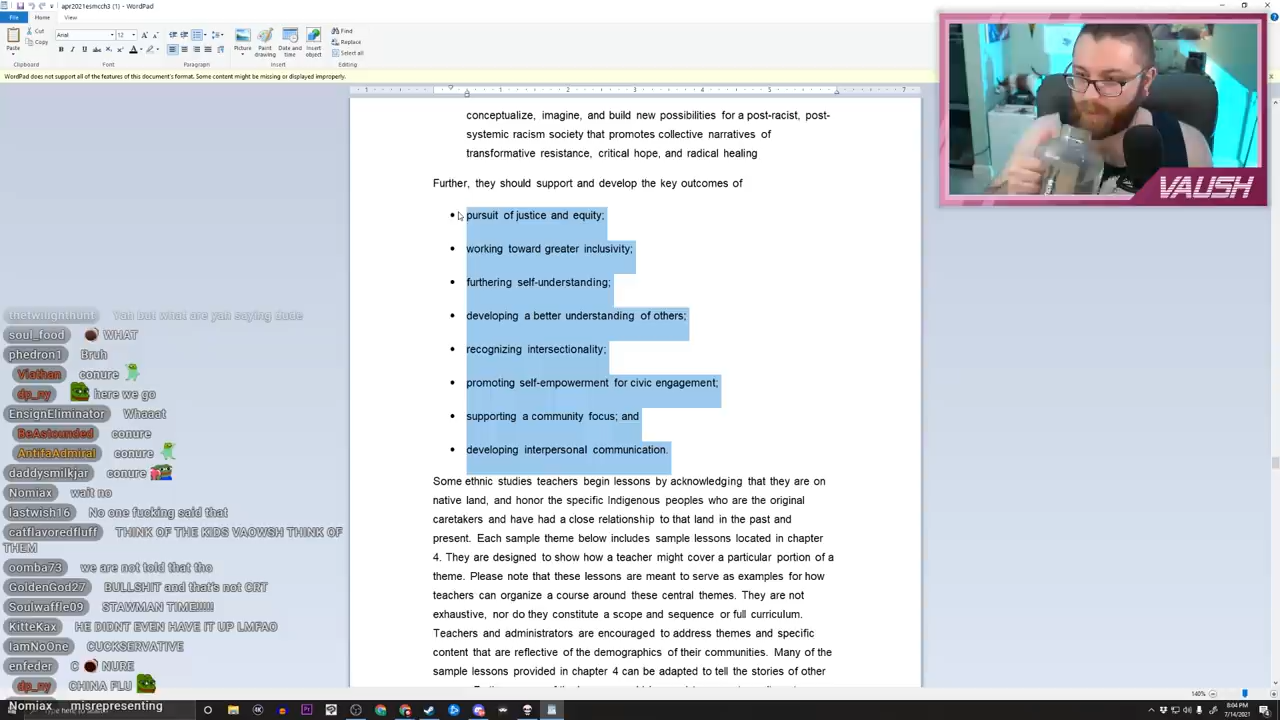 apr2021esmcch3 (1) - WordPad
File
Home
View
Paste
Cut
Copy
Clipboard
Arial
12
Font
Paragraph
Picture
Paint drawing
Date and time
Insert object
Insert
Find
Replace
Select all
Editing
WordPad does not support all of the features of this document's format. Some content might be missing or displayed improperly.
conceptualize, imagine, and build new possibilities for a post-racist, post-
systemic racism society that promotes collective narratives of
transformative resistance, critical hope, and radical healing
Further, they should support and develop the key outcomes of
• pursuit of justice and equity;
• working toward greater inclusivity;
• furthering self-understanding;
• developing a better understanding of others;
• recognizing intersectionality;
• promoting self-empowerment for civic engagement;
• supporting a community focus; and
• developing interpersonal communication.
Some ethnic studies teachers begin lessons by acknowledging that they are on
native land, and honor the specific Indigenous peoples who are the original
caretakers and have had a close relationship to that land in the past and
present. Each sample theme below includes sample lessons located in chapter
4. They are designed to show how a teacher might cover a particular portion of a
theme. Please note that these lessons are meant to serve as examples for how
teachers can organize a course around these central themes. They are not
exhaustive, nor do they constitute a scope and sequence or full curriculum.
Teachers and administrators are encouraged to address themes and specific
content that are reflective of the demographics of their communities. Many of the
sample lessons provided in chapter 4 can be adapted to tell the stories of other
VAUSH
thetwilighthunt Yah but what are yah saying dude
soul_food WHAT
phedron1 Bruh
Viathan conure
dp_ny here we go
EnsignEliminator Whaaat
BeAstounded conure
AntifaAdmiral conure
daddysmilkjar conure
Nomiax wait no
lastwish16 No one fucking said that
catflavoredfluff THINK OF THE KIDS VAOWSH THINK OF
THEM
oomba73 we are not told that tho
GoldenGod27 BULLSHIT and that's not CRT
Soulwaffle09 STAWMAN TIME!!!!!
KitteKax HE DIDNT EVEN HAVE IT UP LMFAO
IamNoOne CUCKSERVATIVE
enfeder C NURE
dp_ny CHINA FLU
Nomiax misrepresenting
140%
8:04 PM
7/14/2021